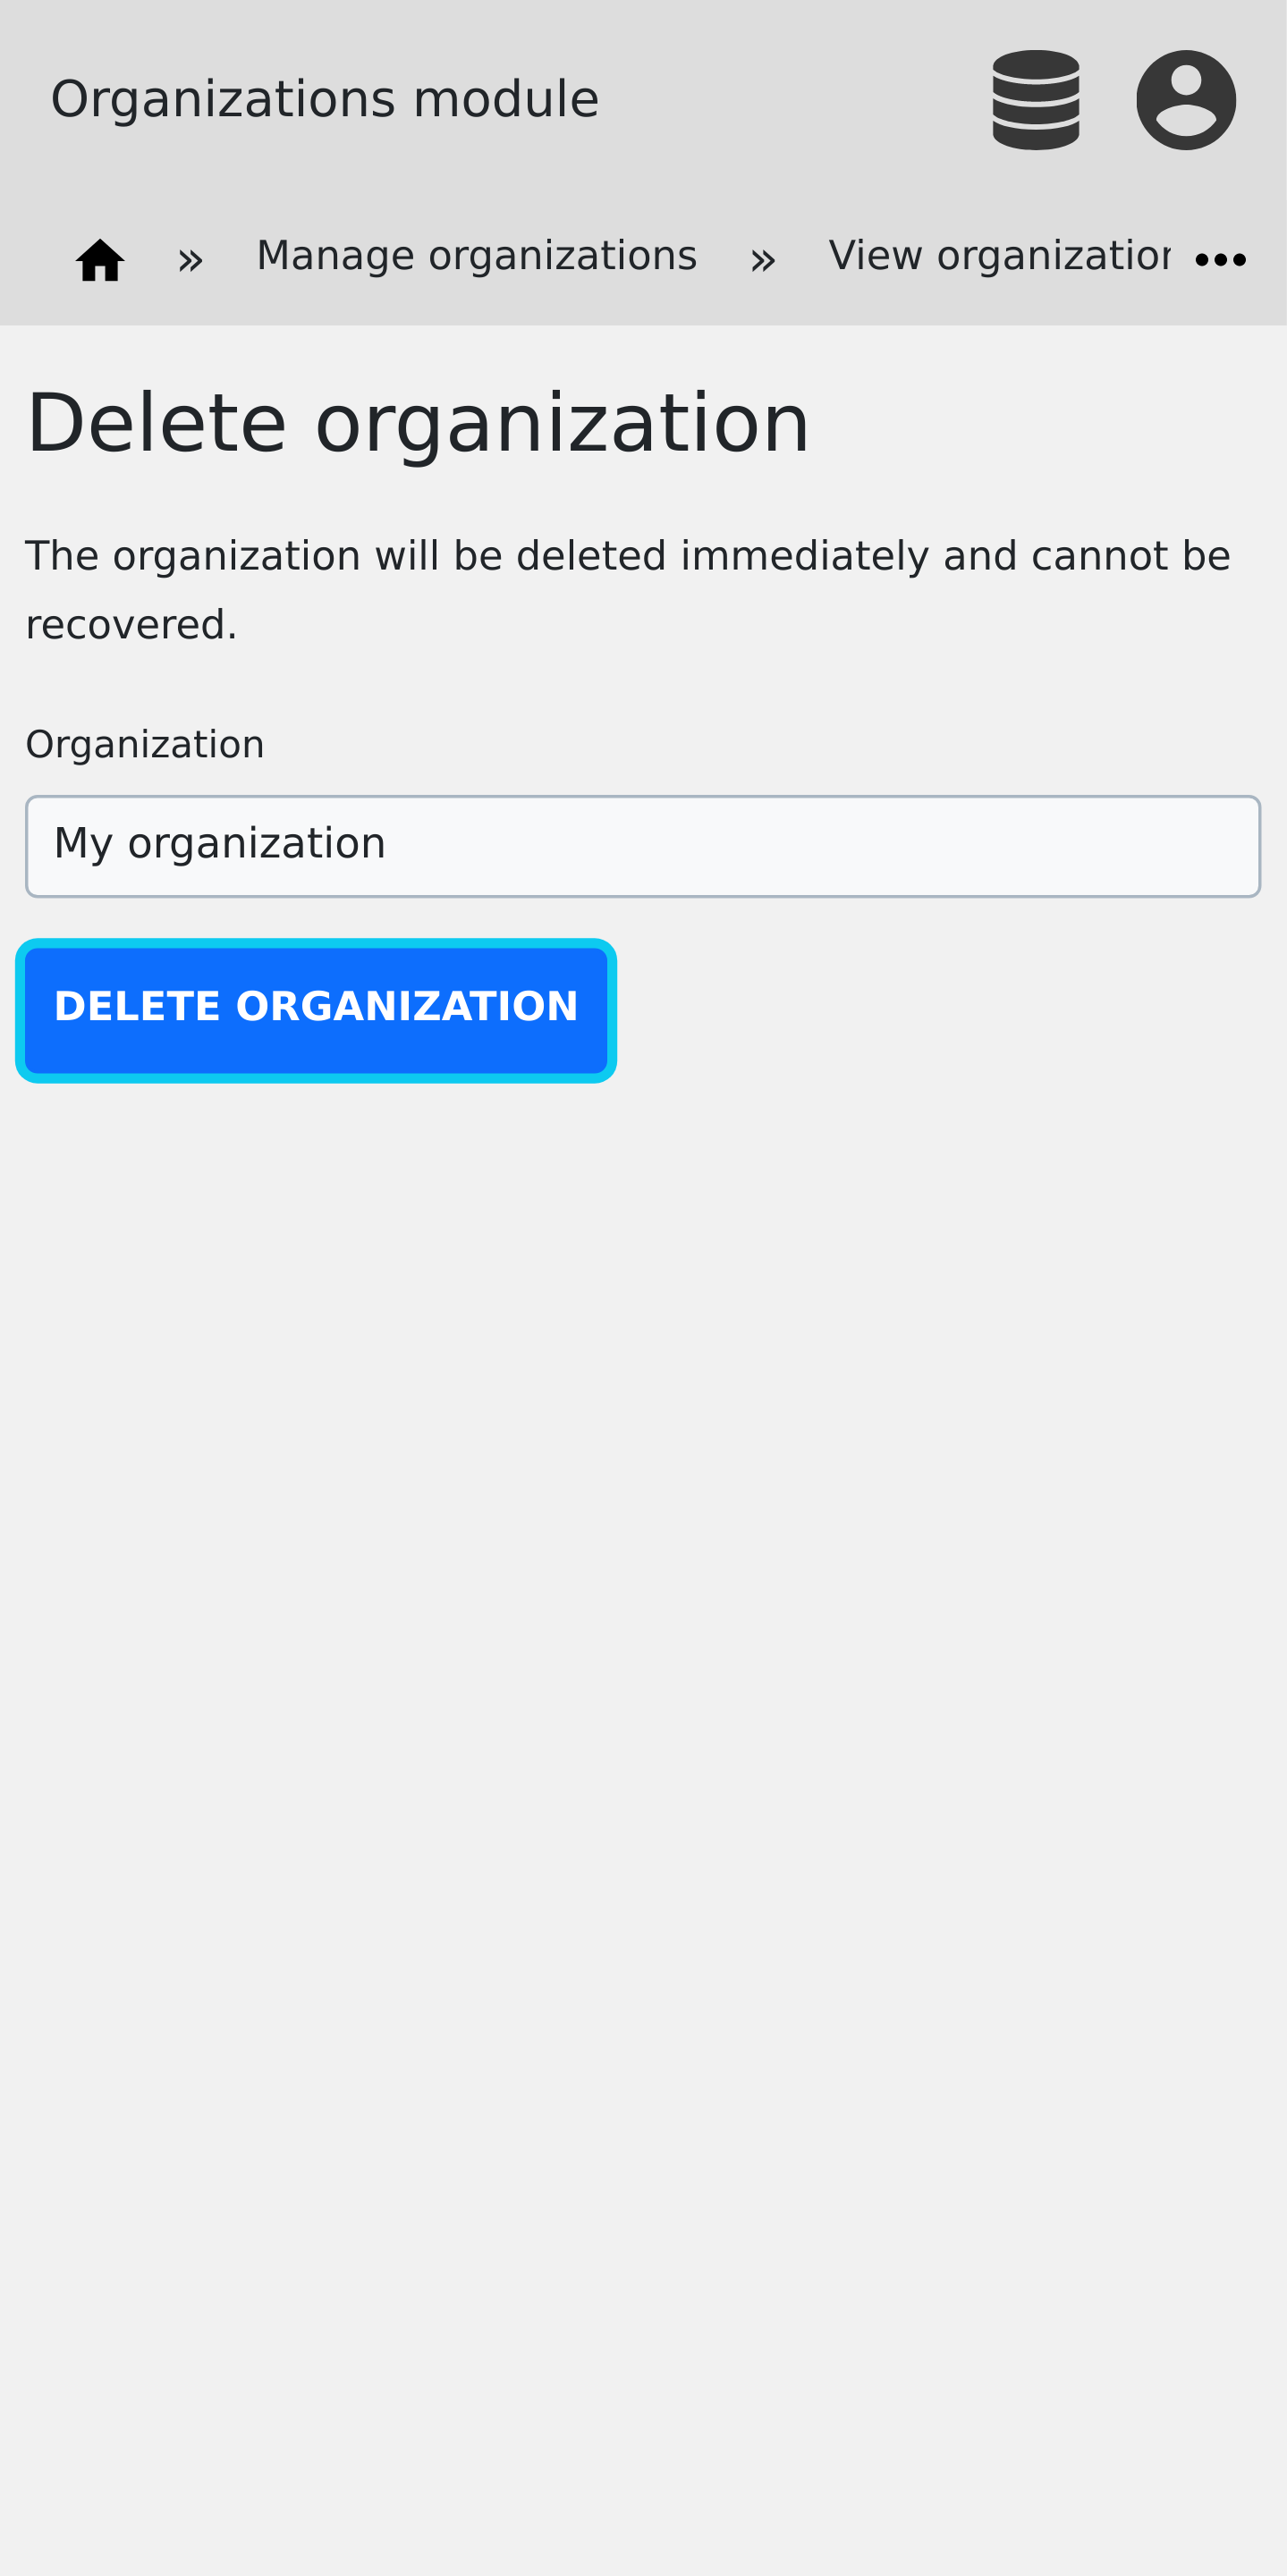 Organizations module
» Manage organizations » View organization
Delete organization
The organization will be deleted immediately and cannot be
recovered.
Organization
My organization
DELETE ORGANIZATION